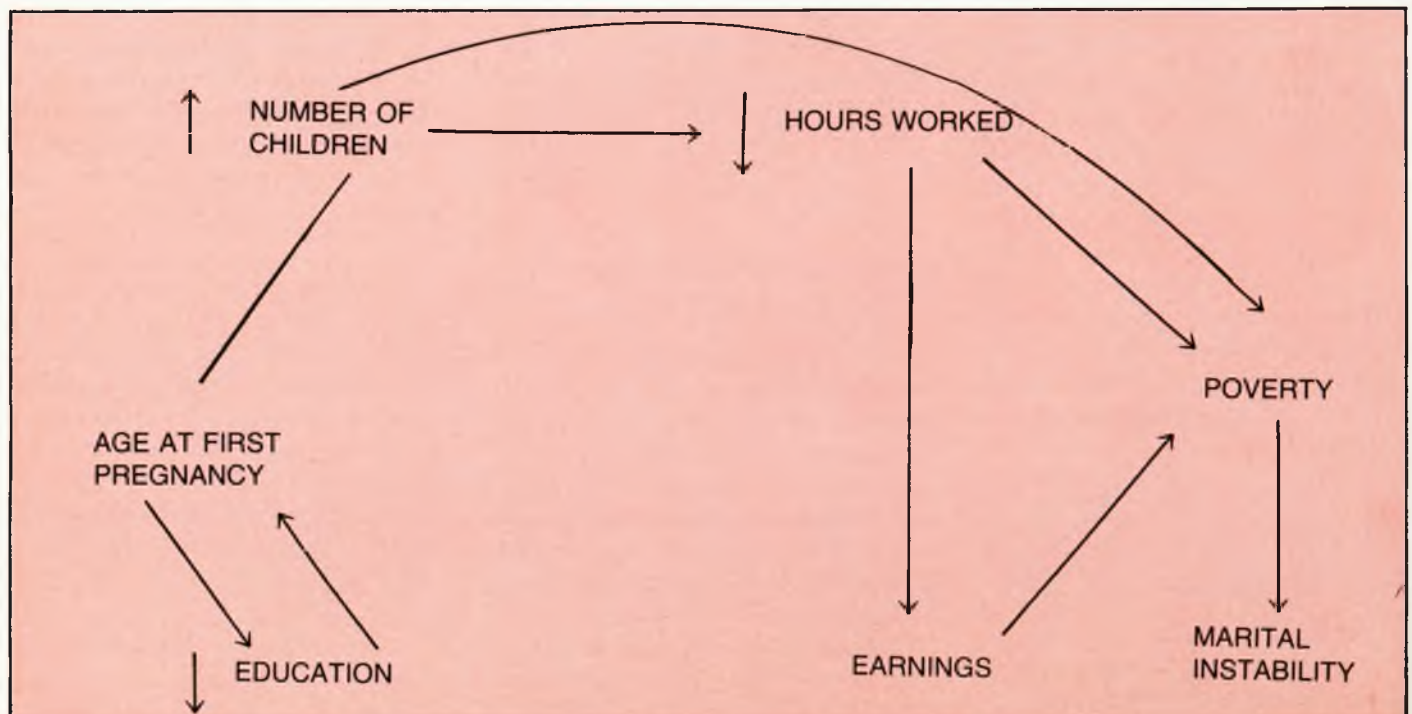 NUMBER OF
CHILDREN
HOURS WORKED
POVERTY
AGE AT FIRST
PREGNANCY
EDUCATION
EARNINGS
MARITAL
INSTABILITY